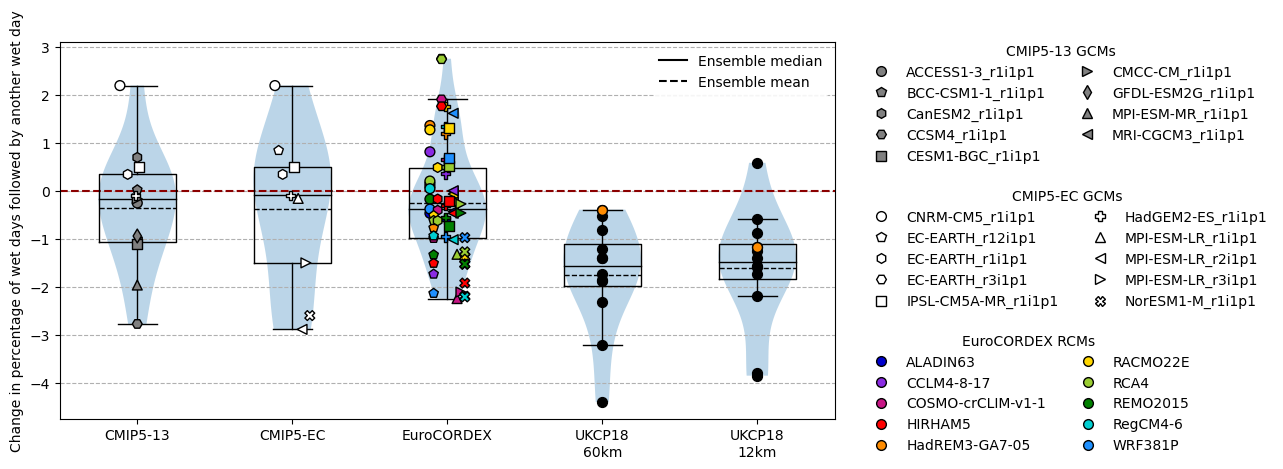 Change in percentage of wet days followed by another wet day
3
2
1
0
−1
−2
−3
−4
Ensemble median
Ensemble mean
CMIP5-13
CMIP5-EC
EuroCORDEX
UKCP18
60km
UKCP18
12km
CMIP5-13 GCMs
ACCESS1-3_r1i1p1
BCC-CSM1-1_r1i1p1
CanESM2_r1i1p1
CCSM4_r1i1p1
CESM1-BGC_r1i1p1
CMCC-CM_r1i1p1
GFDL-ESM2G_r1i1p1
MPI-ESM-MR_r1i1p1
MRI-CGCM3_r1i1p1
CMIP5-EC GCMs
CNRM-CM5_r1i1p1
EC-EARTH_r12i1p1
EC-EARTH_r1i1p1
EC-EARTH_r3i1p1
IPSL-CM5A-MR_r1i1p1
HadGEM2-ES_r1i1p1
MPI-ESM-LR_r1i1p1
MPI-ESM-LR_r2i1p1
MPI-ESM-LR_r3i1p1
NorESM1-M_r1i1p1
EuroCORDEX RCMs
ALADIN63
CCLM4-8-17
COSMO-crCLIM-v1-1
HIRHAM5
HadREM3-GA7-05
RACMO22E
RCA4
REMO2015
RegCM4-6
WRF381P